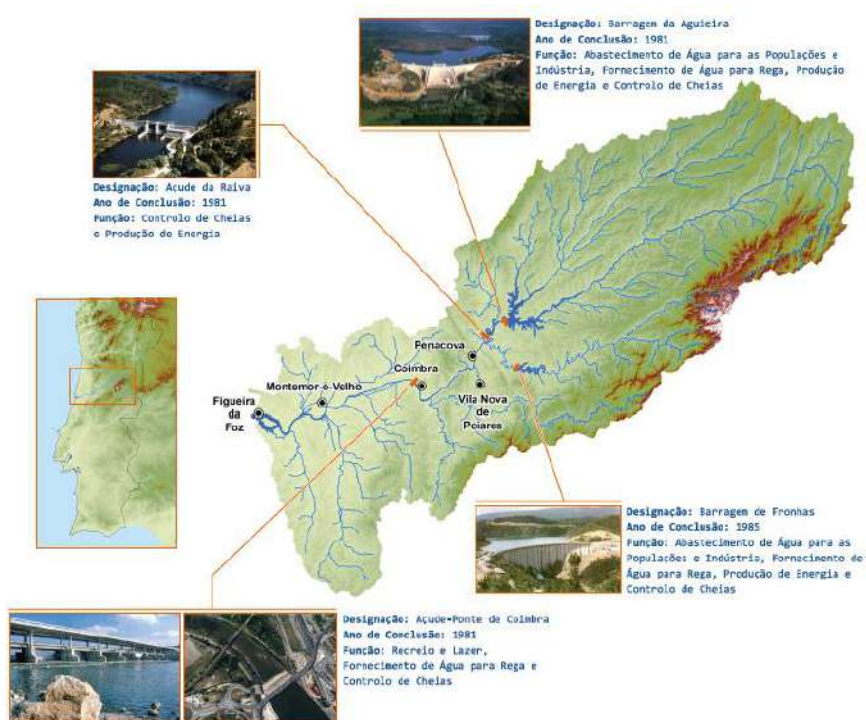 Designação: Barragem da Aguieira
Ano de Conclusão: 1981
Função: Abastecimento de Água para as Populações e
Indústria, Fornecimento de Água para Rega, Produção
de Energia e Controlo de Cheias
Designação: Açude da Raiva
Ano de Conclusão: 1981
Função: Controlo de Cheias
e Produção de Energia
Penacova
Coimbra
Montemor-o-Velho
Figueira
da
Foz
Vila Nova
de
Poiares
Designação: Barragem de Fronhas
Ano de Conclusão: 1985
Função: Abastecimento de Água para as
Populações e Indústria, Fornecimento de
Água para Rega, Produção de Energia e
Controlo de Cheias
Designação: Açude-Ponte de Coimbra
Ano de Conclusão: 1981
Função: Recreio e Lazer,
Fornecimento de Água para Rega e
Controlo de Cheias